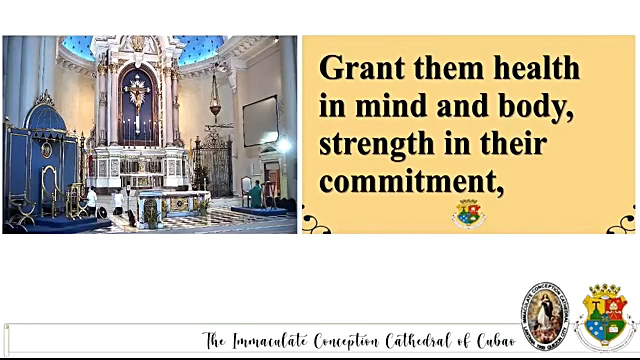 Grant them health
in mind and body,
strength in their
commitment,
The Immaculate Conception Cathedral of Cubao